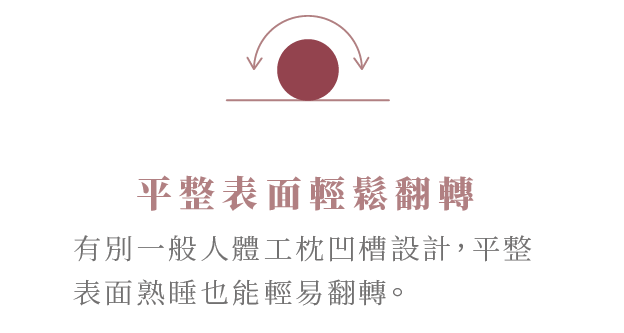 平整表面輕鬆翻轉
有別一般人體工枕凹槽設計，平整
表面熟睡也能輕易翻轉。